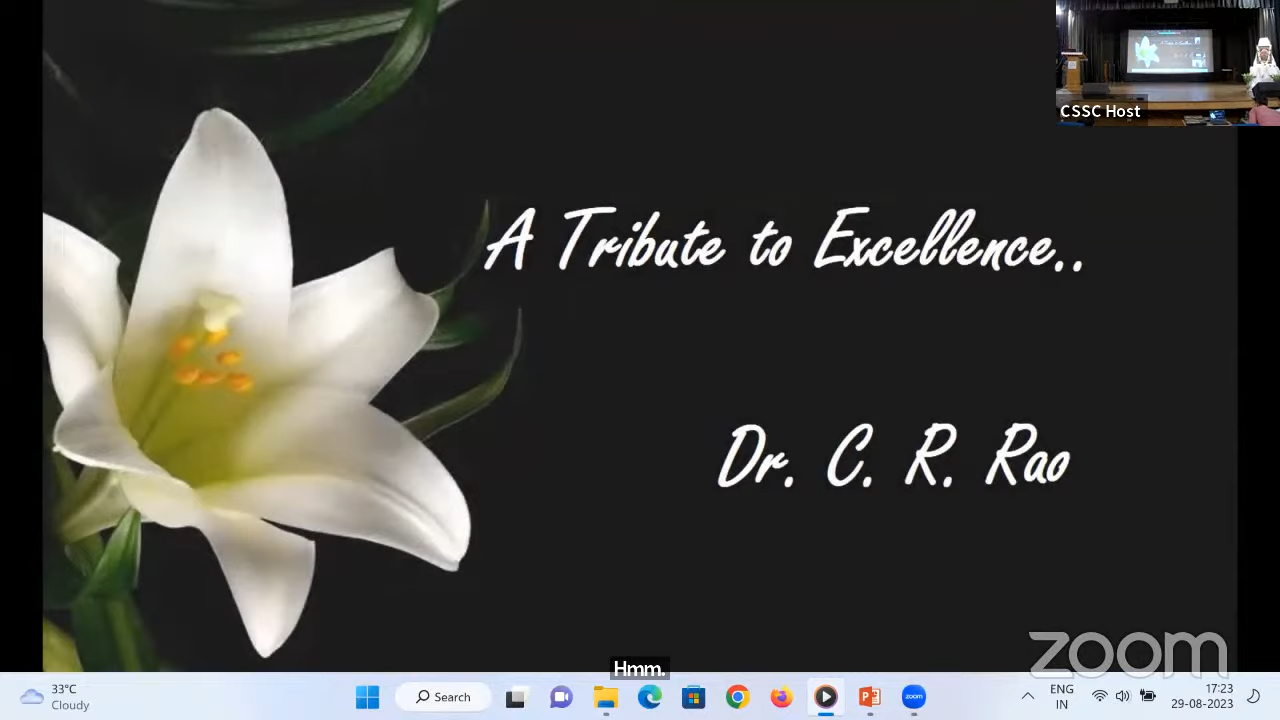 CSSC Host
A Tribute to Excellence..
Dr. C. R. Rao
zoom
Hmm.
33°C
Cloudy
Search
zoom
ENG
IN
17:23
29-08-2023